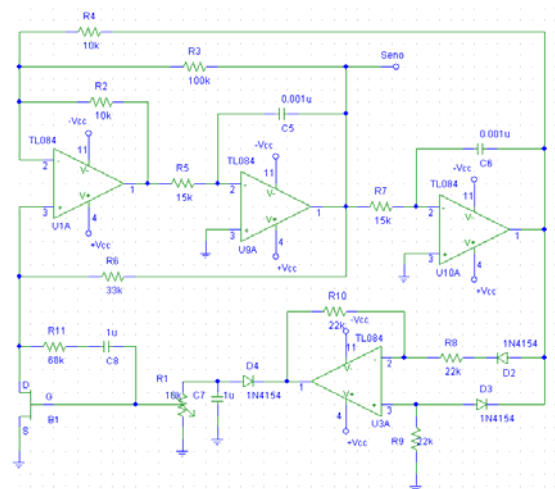 R4
10k
R3
100k
Seno
R2
10k
-Vcc
TL084
11
2
V-
V+
3
1
4
U1A
+Vcc
R5
15k
0.001u
C5
-Vcc
TL084
11
2
V-
V+
3
1
4
U9A
+Vcc
R7
15k
0.001u
C6
-Vcc
TL084
11
2
V-
V+
3
1
4
U10A
+Vcc
R6
33k
R11
68k
1u
C8
D
G
S
B1
R1
C7
1u
D4
1N4154
R10
22k
-Vcc
TL084
11
2
V-
V+
3
1
4
U3A
+Vcc
R8
22k
1N4154
D2
D3
1N4154
R9
22k